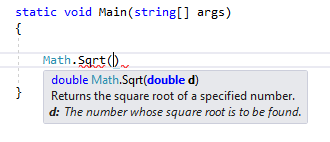 static void Main(string[] args)
{
Math.Sqrt()
double Math.Sqrt(double d)
Returns the square root of a specified number.
d: The number whose square root is to be found.
}